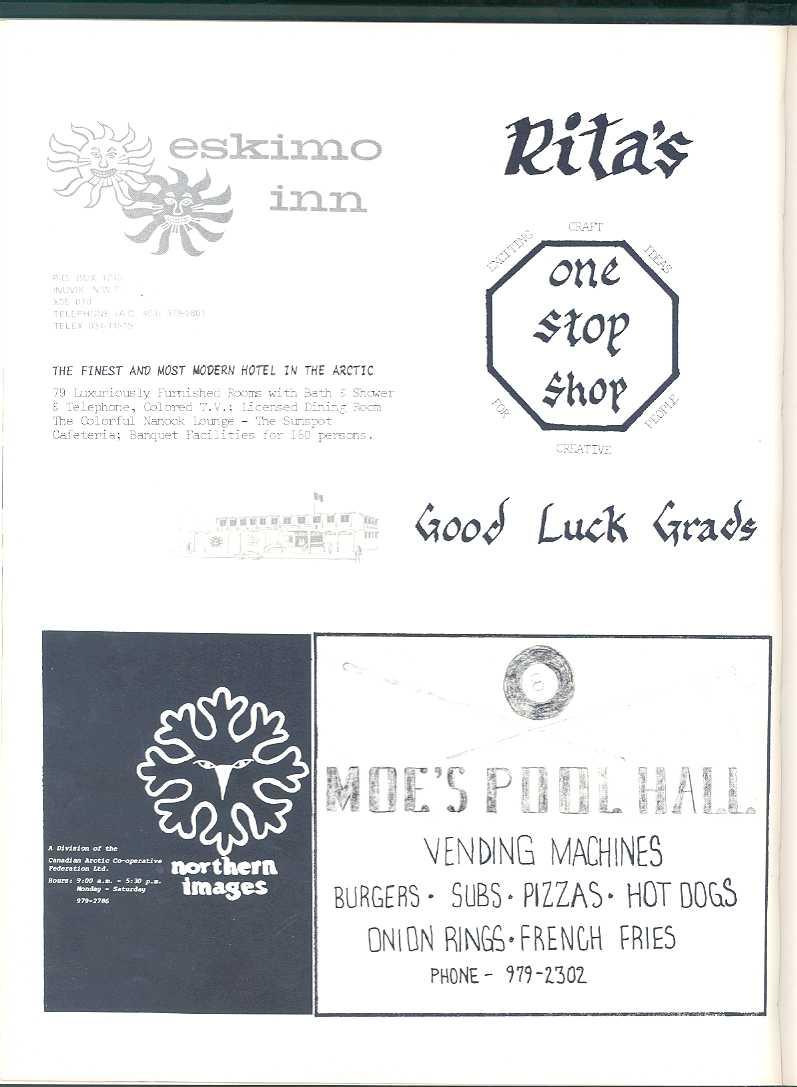 eskimo
inn
P.O. BOX
INUVIK, N.W.T.
TELEPHONE (A.C. 403)
TELEX
THE FINEST AND MOST MODERN HOTEL IN THE ARCTIC
79 Luxuriously Furnished Rooms with Bath & Shower
& Telephone, Colored T.V.; Licensed Dining Room
The Colorful Nanook Lounge - The Sunspot
Cafeteria; Banquet Facilities for 160 persons.
Rita's
EXCITING CRAFT IDEAS
one
stop
shop
FOR CREATIVE PEOPLE
Good Luck Grads
A Division of the
Canadian Arctic Co-operative
Federation Ltd.
Hours: 9:00 a.m. - 5:30 p.m.
Monday - Saturday
979-2786
northern
images
8
MOE'S POOL HALL
VENDING MACHINES
BURGERS · SUBS · PIZZAS · HOT DOGS
ONION RINGS · FRENCH FRIES
PHONE - 979-2302